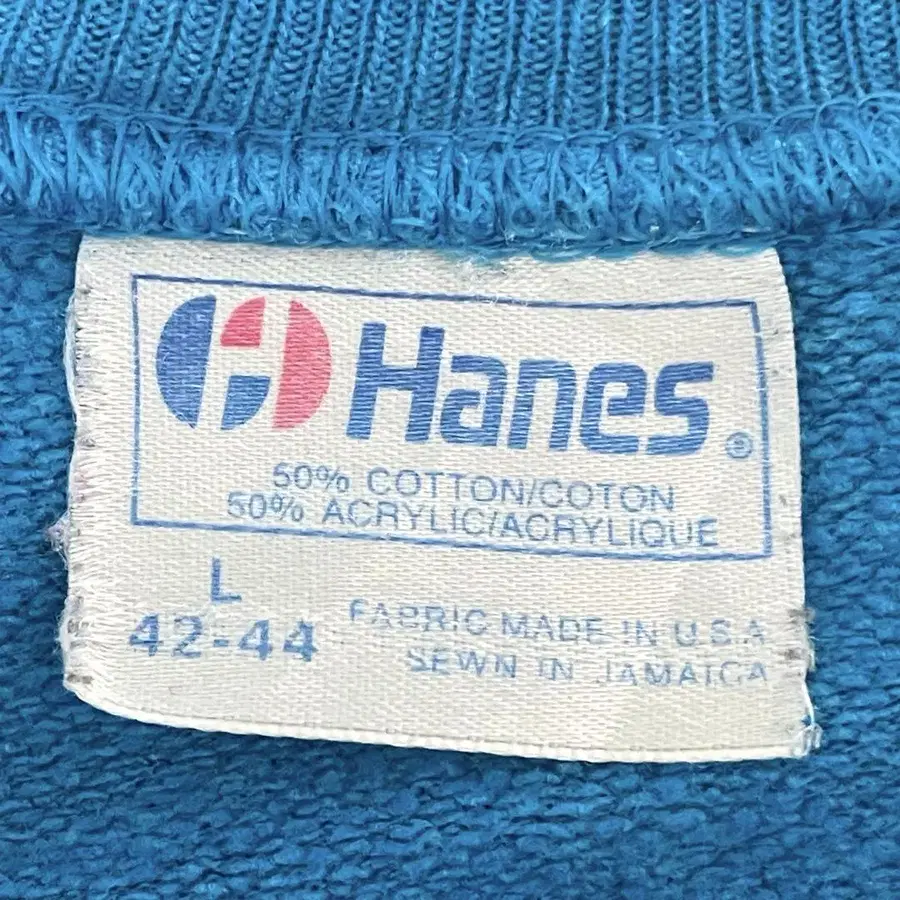 Hanes®
50% COTTON/COTON
50% ACRYLIC/ACRYLIQUE
L
42-44
FABRIC MADE IN U.S.A
SEWN IN JAMAICA